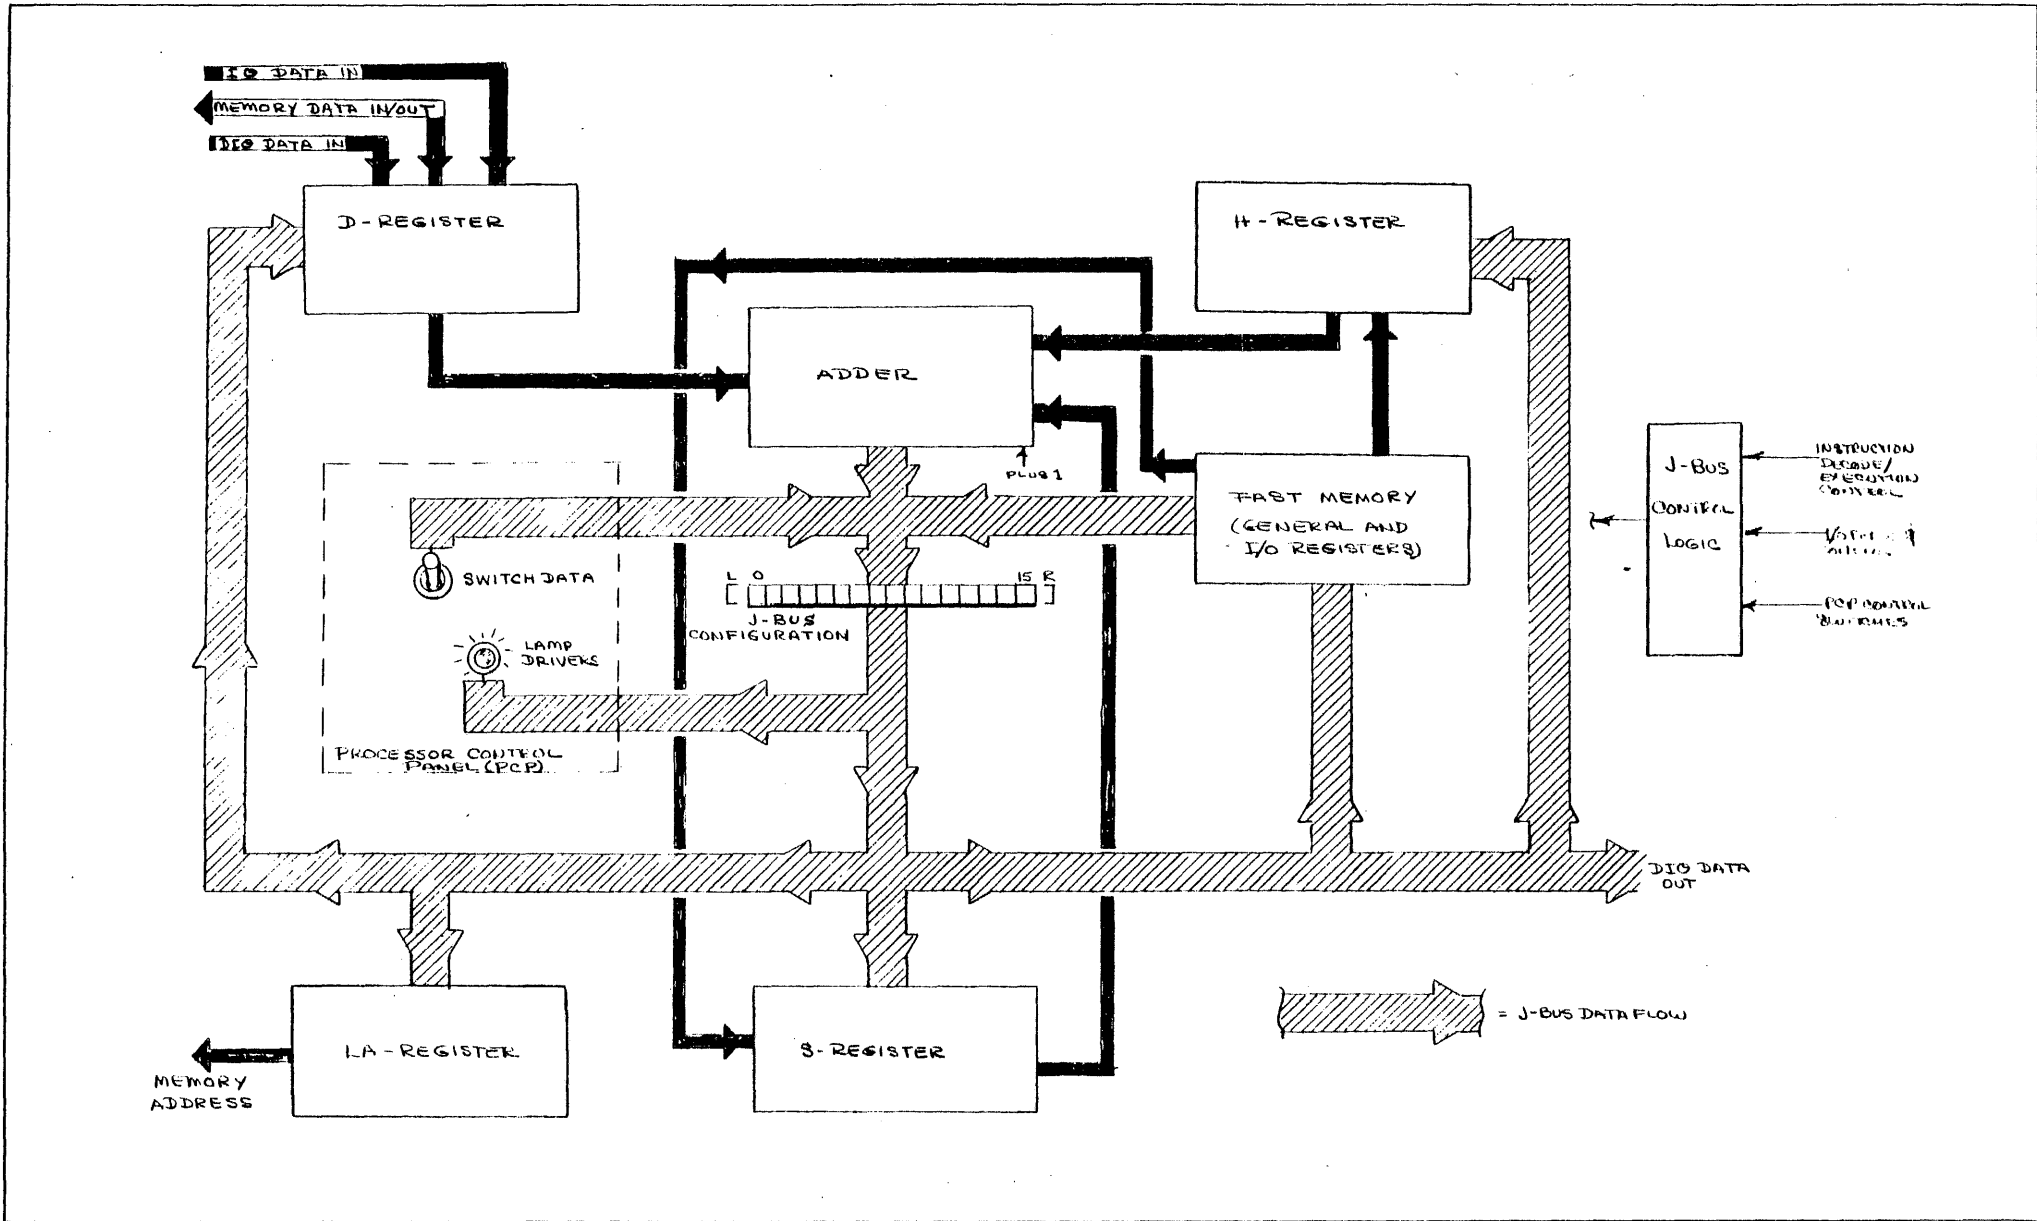 IO DATA IN
MEMORY DATA IN/OUT
DIO DATA IN
D-REGISTER
H-REGISTER
ADDER
PLUS 1
FAST MEMORY
(GENERAL AND
I/O REGISTERS)
J-BUS
CONTROL
LOGIC
INSTRUCTION
DECODE/
EXECUTION
CONTROL
PCP CONTROL
SWITCHES
SWITCH DATA
L 0 15 R
J-BUS
CONFIGURATION
LAMP
DRIVERS
PROCESSOR CONTROL
PANEL (PCP)
DIO DATA
OUT
LA-REGISTER
MEMORY
ADDRESS
S-REGISTER
= J-BUS DATA FLOW